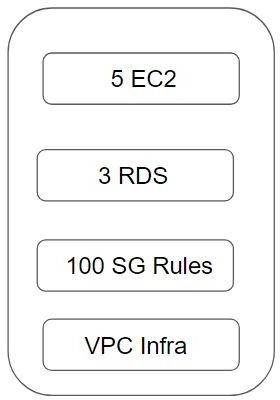 5 EC2
3 RDS
100 SG Rules
VPC Infra